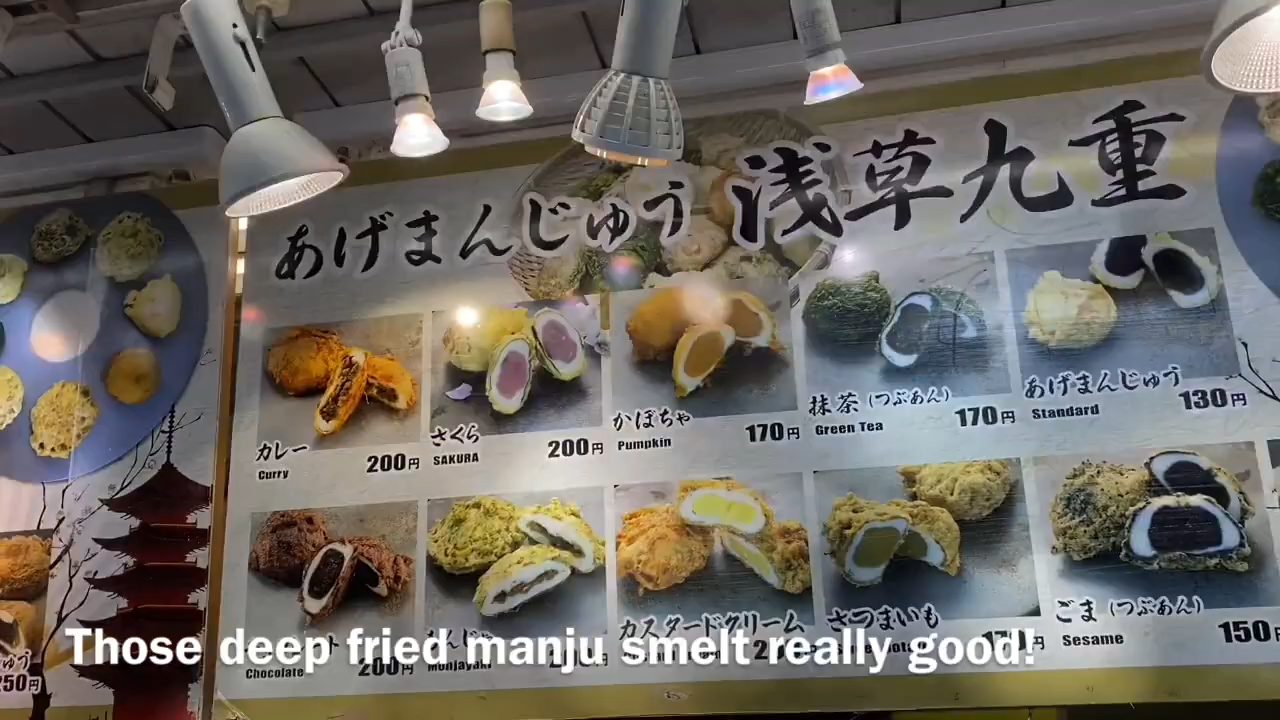 あげまんじゅう 浅草九重
カレー
Curry
200円
さくら
SAKURA
200円
かぼちゃ
Pumpkin
170円
抹茶(つぶあん)
Green Tea
170円
あげまんじゅう
Standard
130円
Chocolate
200円
Monjayaki
カスタードクリーム
さつまいも
ごま(つぶあん)
Sesame
150円
250円
Those deep fried manju smelt really good!